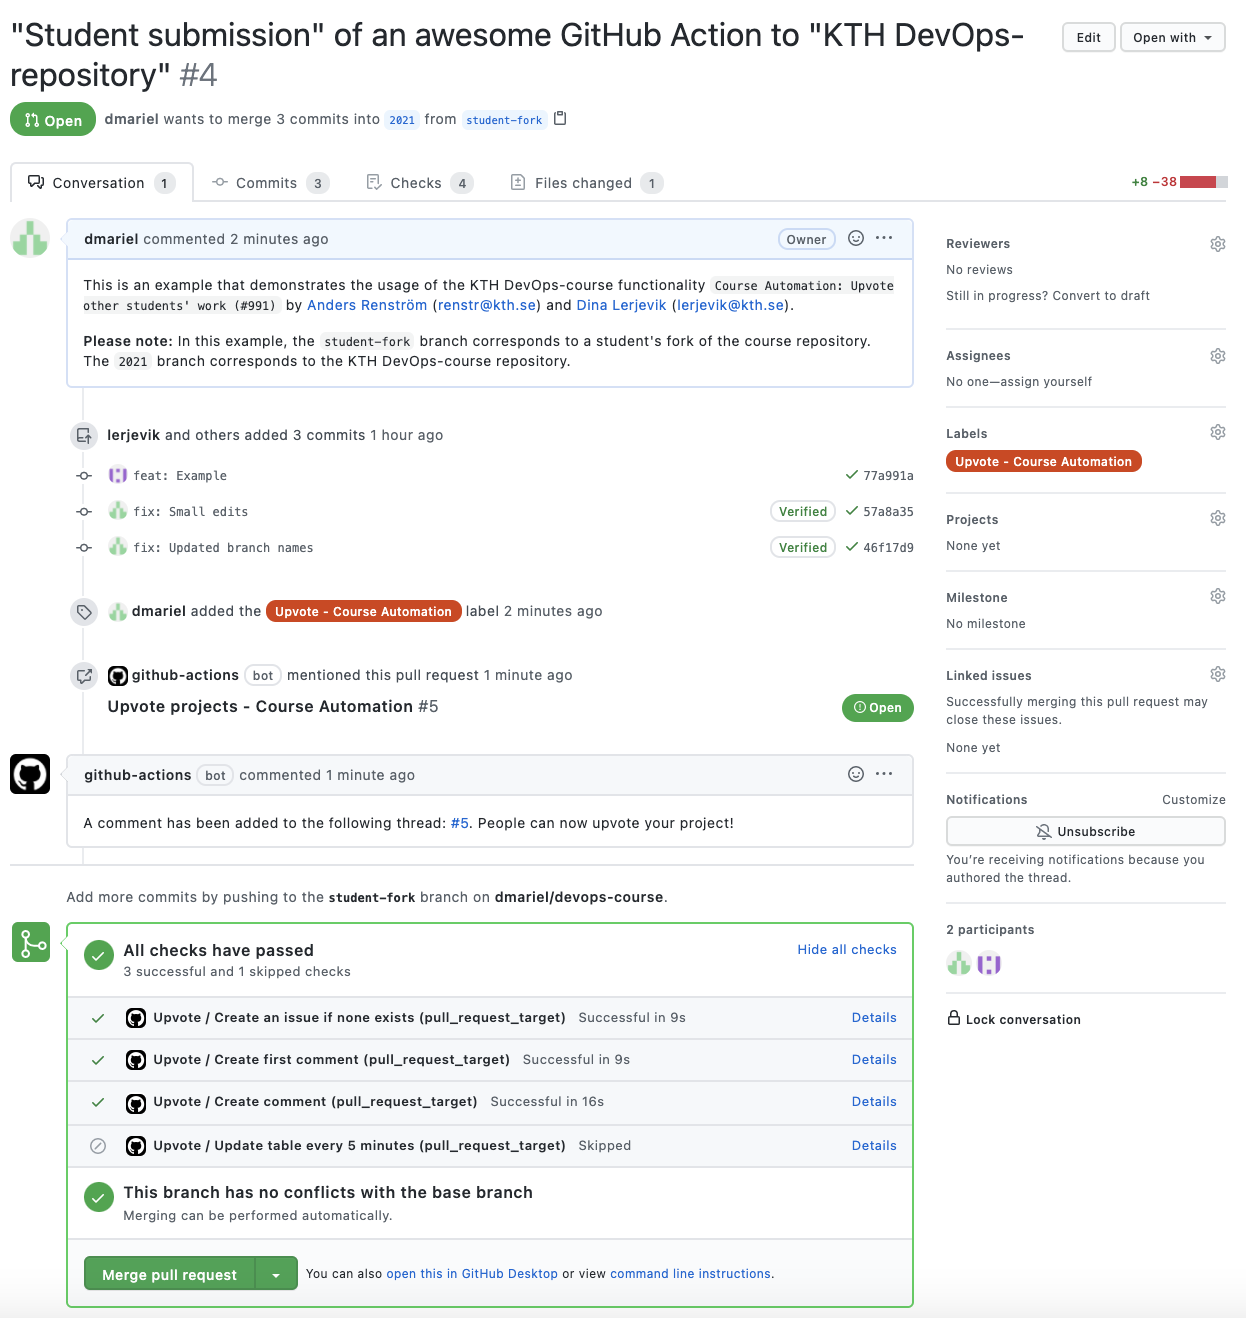 "Student submission" of an awesome GitHub Action to "KTH DevOps-
repository" #4
Edit
Open with
Open
dmariel wants to merge 3 commits into 2021 from student-fork
Conversation 1
Commits 3
Checks 4
Files changed 1
+8 −38
dmariel commented 2 minutes ago
Owner
This is an example that demonstrates the usage of the KTH DevOps-course functionality Course Automation: Upvote
other students' work (#991) by Anders Renström (renstr@kth.se) and Dina Lerjevik (lerjevik@kth.se).
Please note: In this example, the student-fork branch corresponds to a student's fork of the course repository.
The 2021 branch corresponds to the KTH DevOps-course repository.
lerjevik and others added 3 commits 1 hour ago
feat: Example 77a991a
fix: Small edits Verified 57a8a35
fix: Updated branch names Verified 46f17d9
dmariel added the Upvote - Course Automation label 2 minutes ago
github-actions bot mentioned this pull request 1 minute ago
Upvote projects - Course Automation #5
Open
github-actions bot commented 1 minute ago
A comment has been added to the following thread: #5. People can now upvote your project!
Add more commits by pushing to the student-fork branch on dmariel/devops-course.
All checks have passed
Hide all checks
3 successful and 1 skipped checks
Upvote / Create an issue if none exists (pull_request_target) Successful in 9s Details
Upvote / Create first comment (pull_request_target) Successful in 9s Details
Upvote / Create comment (pull_request_target) Successful in 16s Details
Upvote / Update table every 5 minutes (pull_request_target) Skipped Details
This branch has no conflicts with the base branch
Merging can be performed automatically.
Merge pull request
You can also open this in GitHub Desktop or view command line instructions.
Reviewers
No reviews
Still in progress? Convert to draft
Assignees
No one—assign yourself
Labels
Upvote - Course Automation
Projects
None yet
Milestone
No milestone
Linked issues
Successfully merging this pull request may
close these issues.
None yet
Notifications
Customize
Unsubscribe
You're receiving notifications because you
authored the thread.
2 participants
Lock conversation